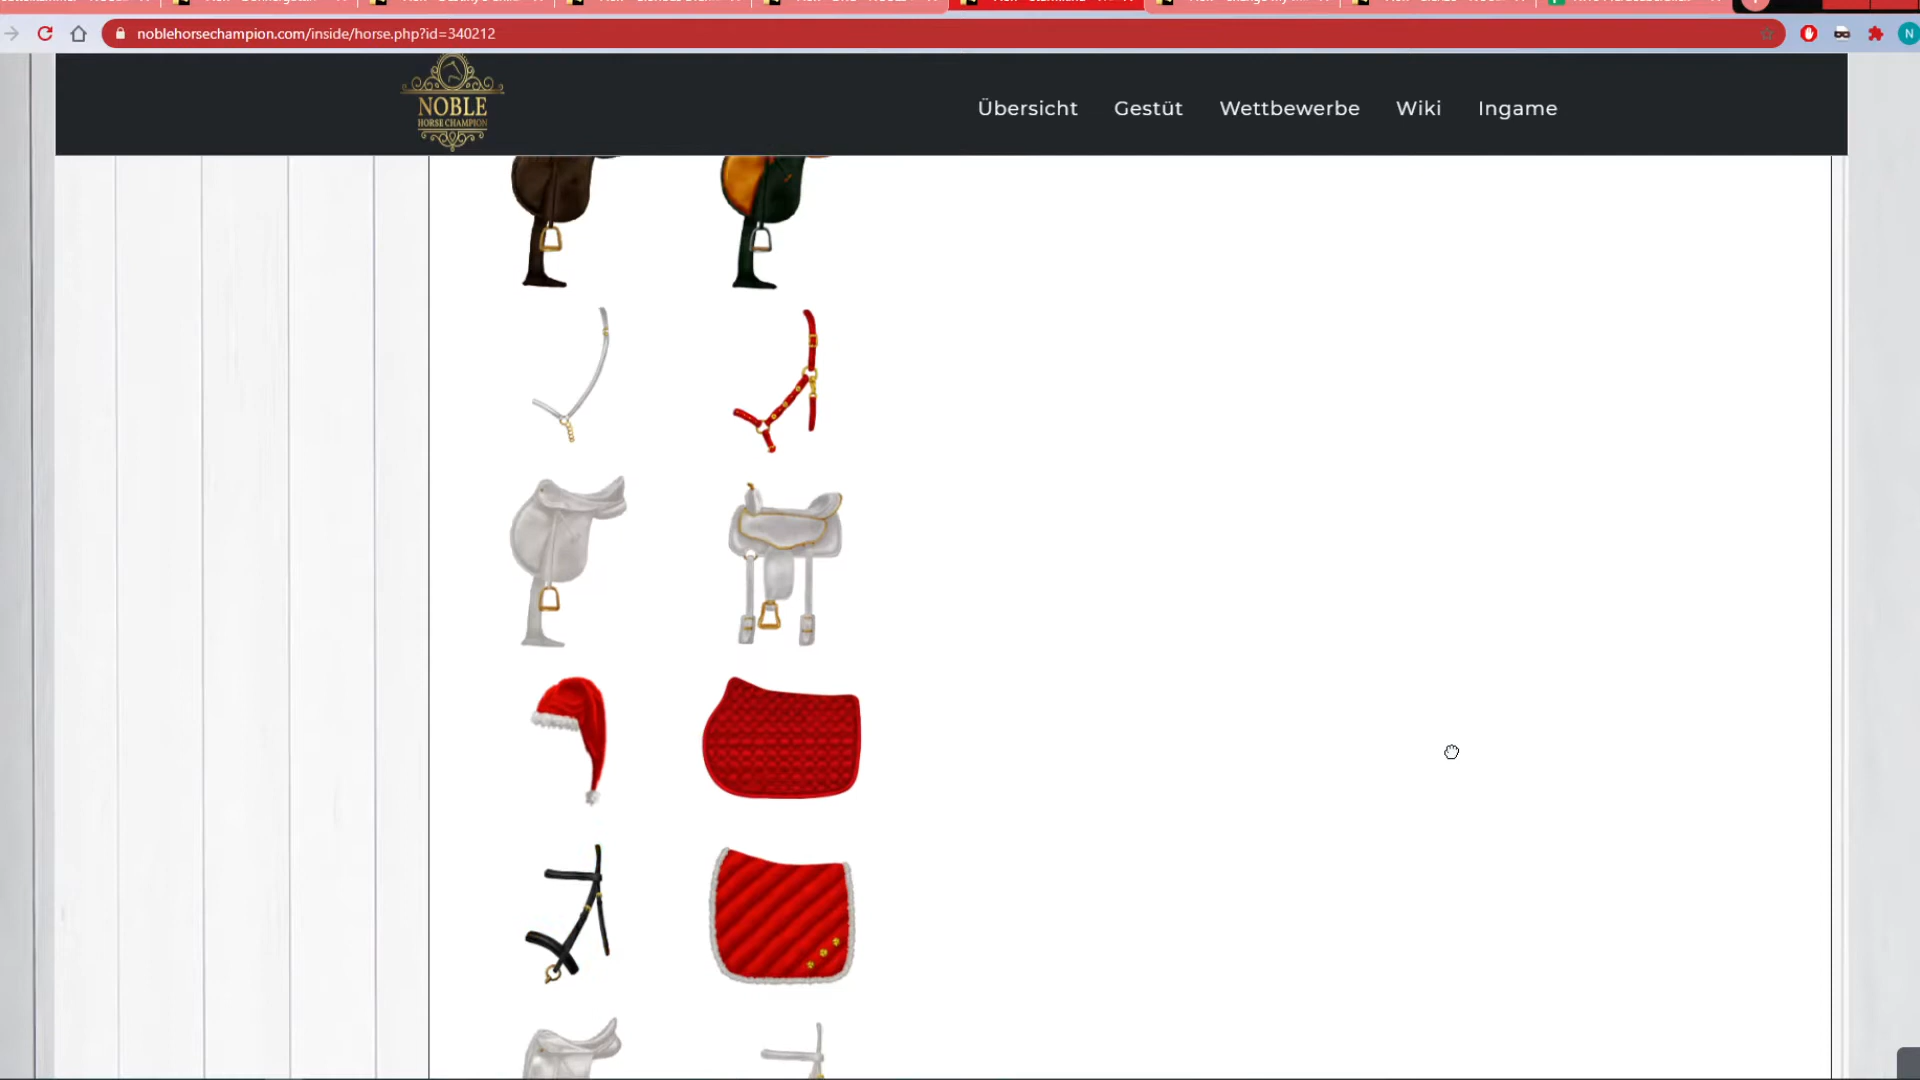 noblehorsechampion.com/inside/horse.php?id=340212
N
NOBLE
HORSE CHAMPION
Übersicht
Gestüt
Wettbewerbe
Wiki
Ingame